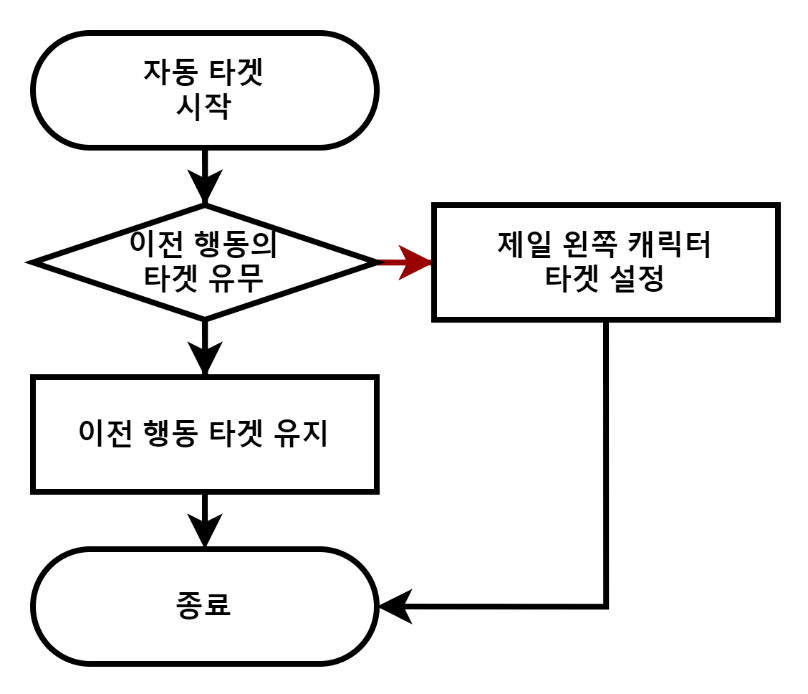 자동 타겟
시작
이전 행동의
타겟 유무
제일 왼쪽 캐릭터
타겟 설정
이전 행동 타겟 유지
종료